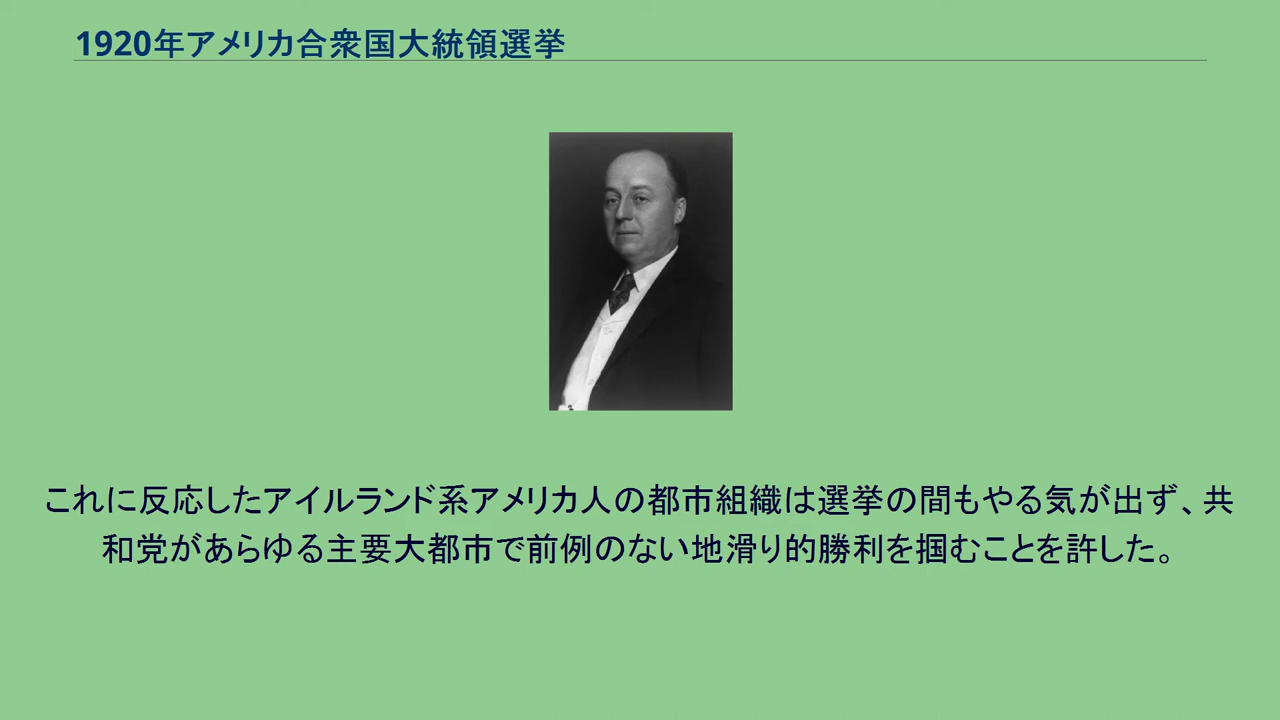 1920年アメリカ合衆国大統領選挙
これに反応したアイルランド系アメリカ人の都市組織は選挙の間もやる気が出ず、共
和党があらゆる主要大都市で前例のない地滑り的勝利を掴むことを許した。